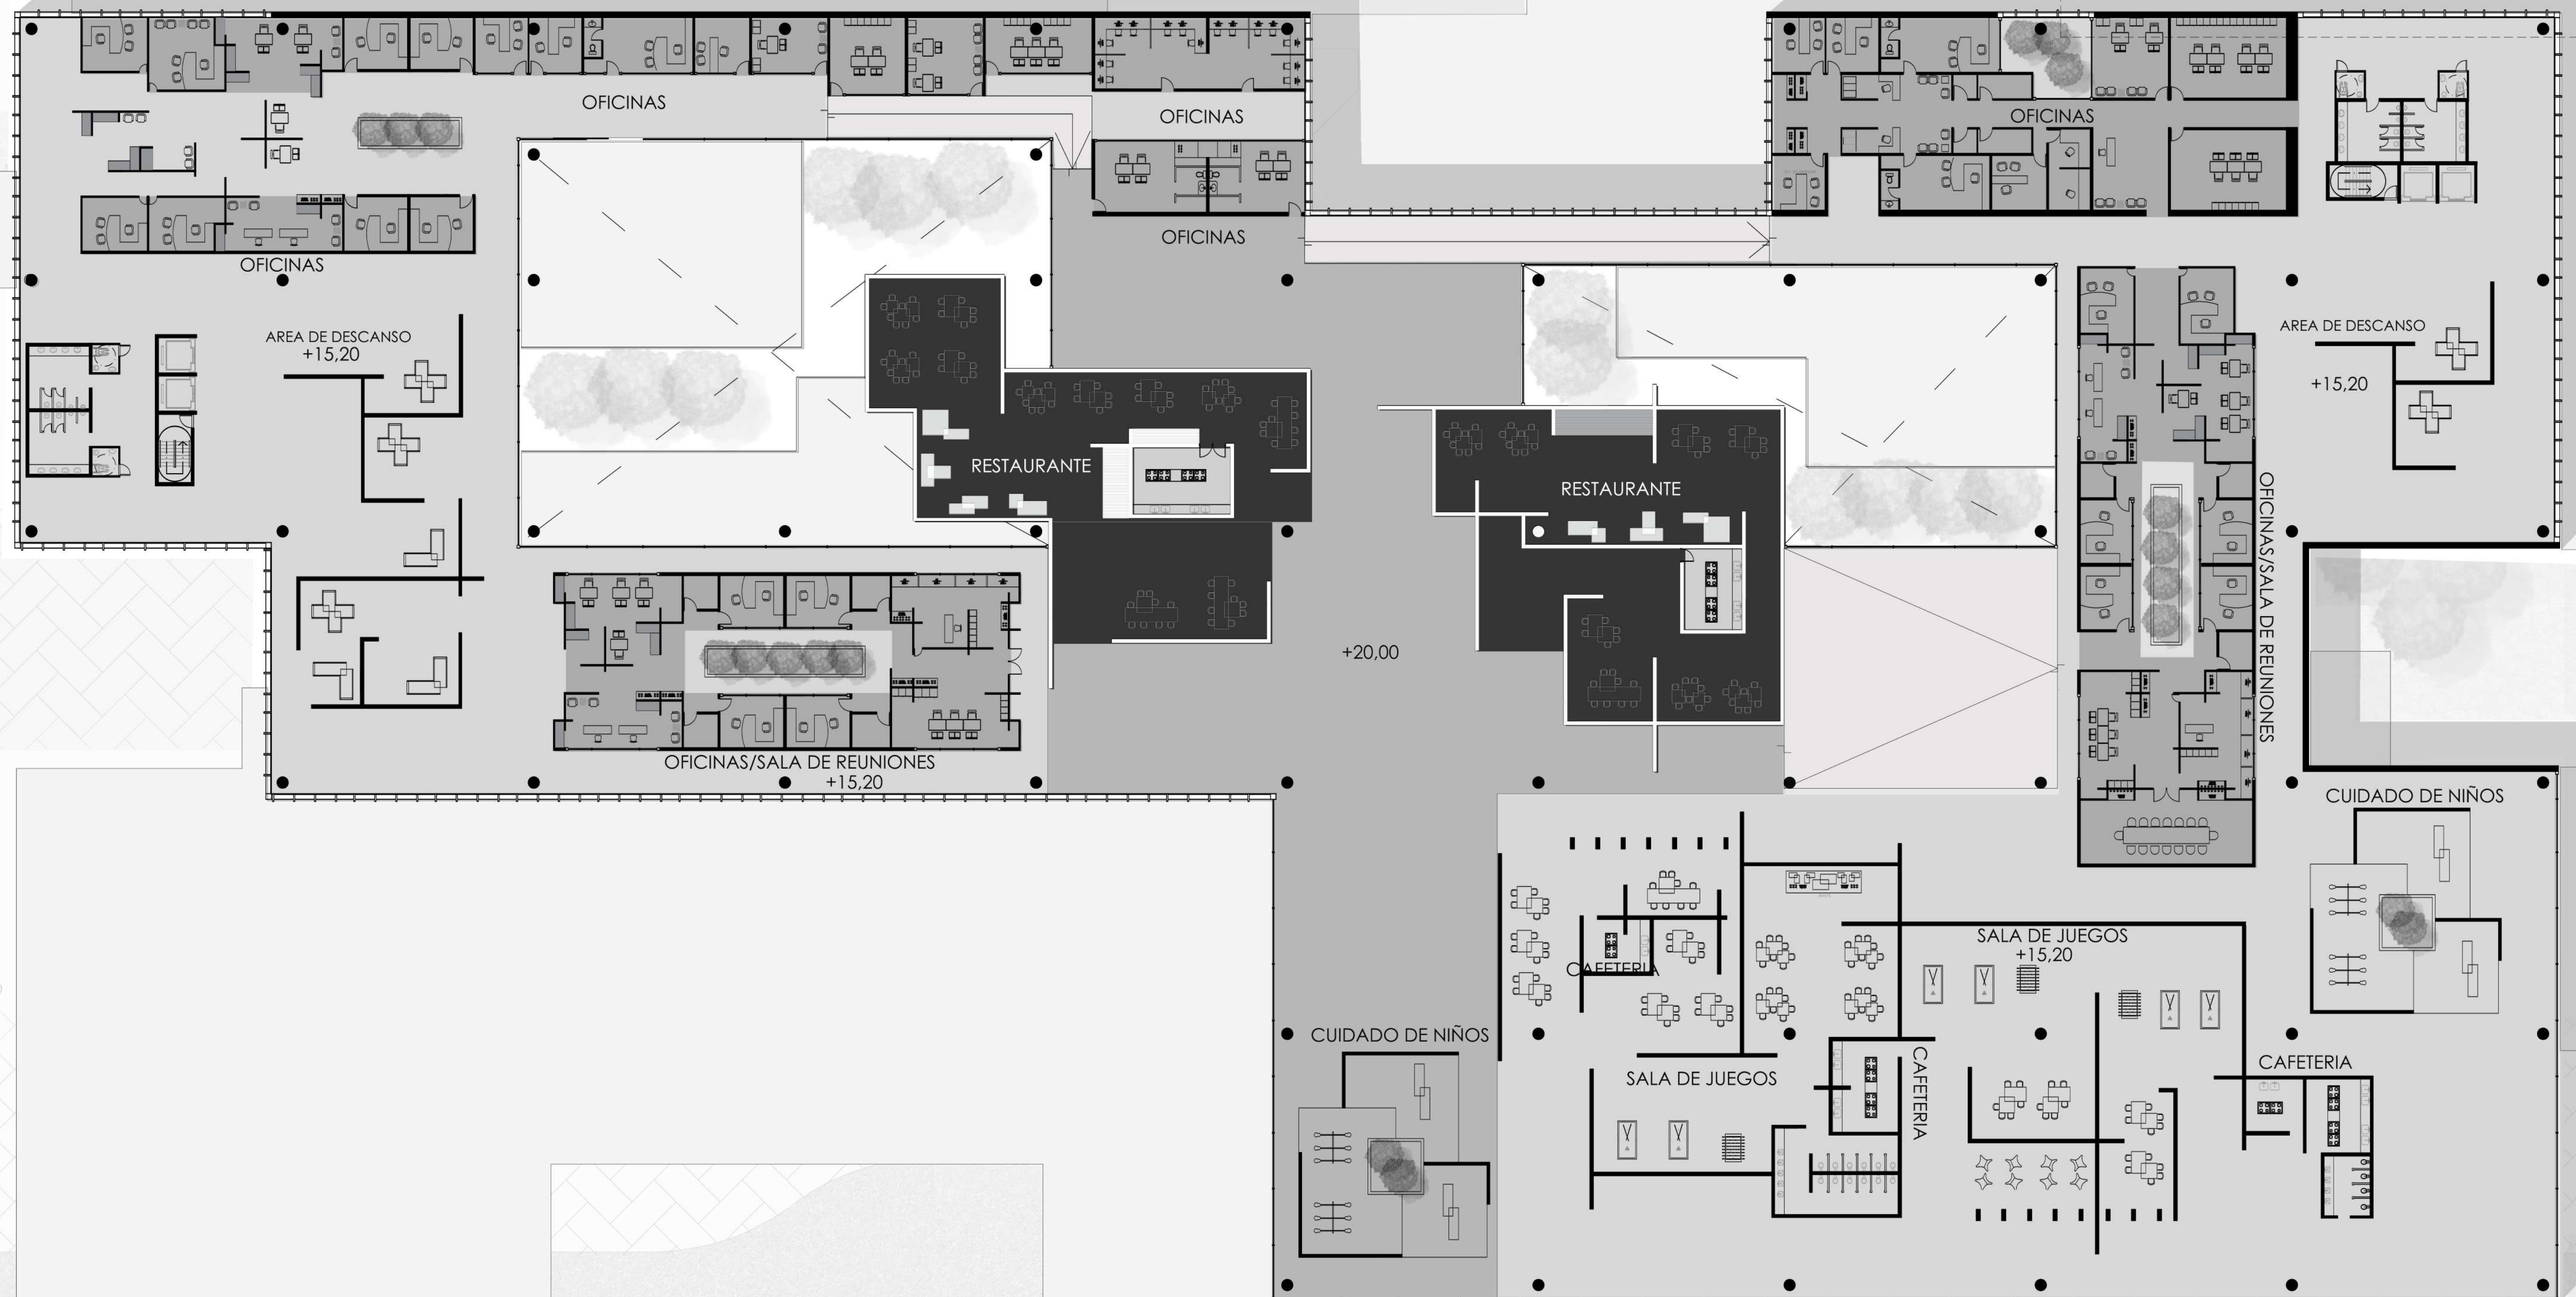 OFICINAS
OFICINAS
OFICINAS
OFICINAS
OFICINAS
AREA DE DESCANSO
+15,20
AREA DE DESCANSO
+15,20
RESTAURANTE
RESTAURANTE
OFICINAS/SALA DE REUNIONES
+20,00
OFICINAS/SALA DE REUNIONES
+15,20
CUIDADO DE NIÑOS
SALA DE JUEGOS
+15,20
CAFETERIA
CUIDADO DE NIÑOS
SALA DE JUEGOS
CAFETERIA
CAFETERIA